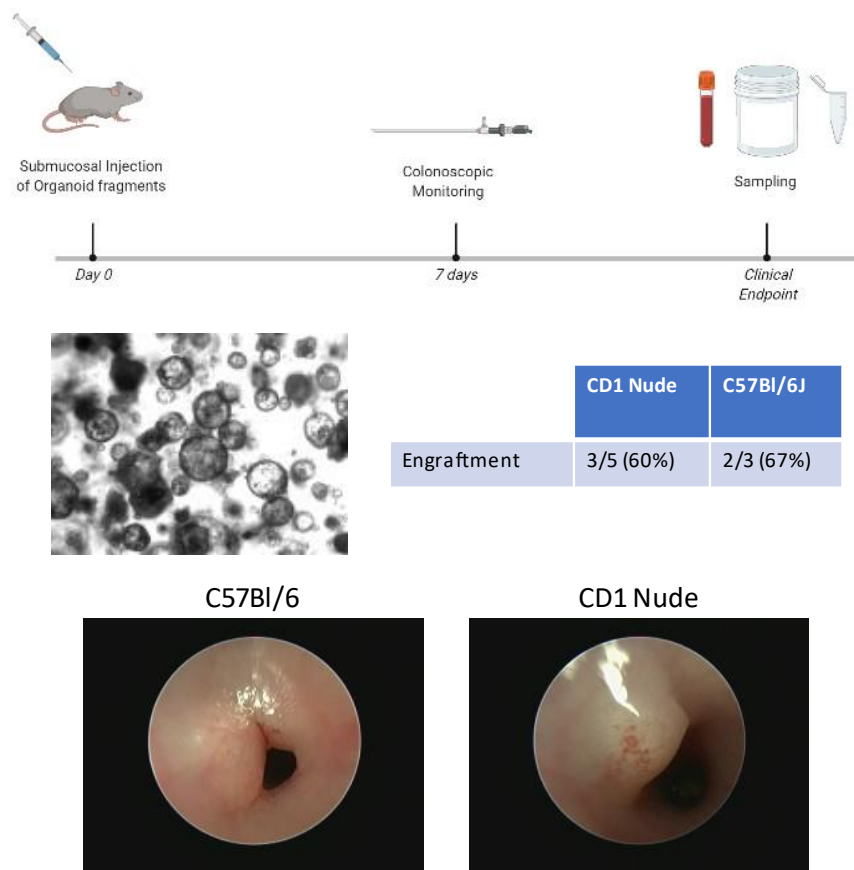 Submucosal Injection
of Organoid fragments
Colonoscopic
Monitoring
Sampling
Day 0
7 days
Clinical
Endpoint
CD1 Nude
C57Bl/6J
Engraftment
3/5 (60%)
2/3 (67%)
C57Bl/6
CD1 Nude